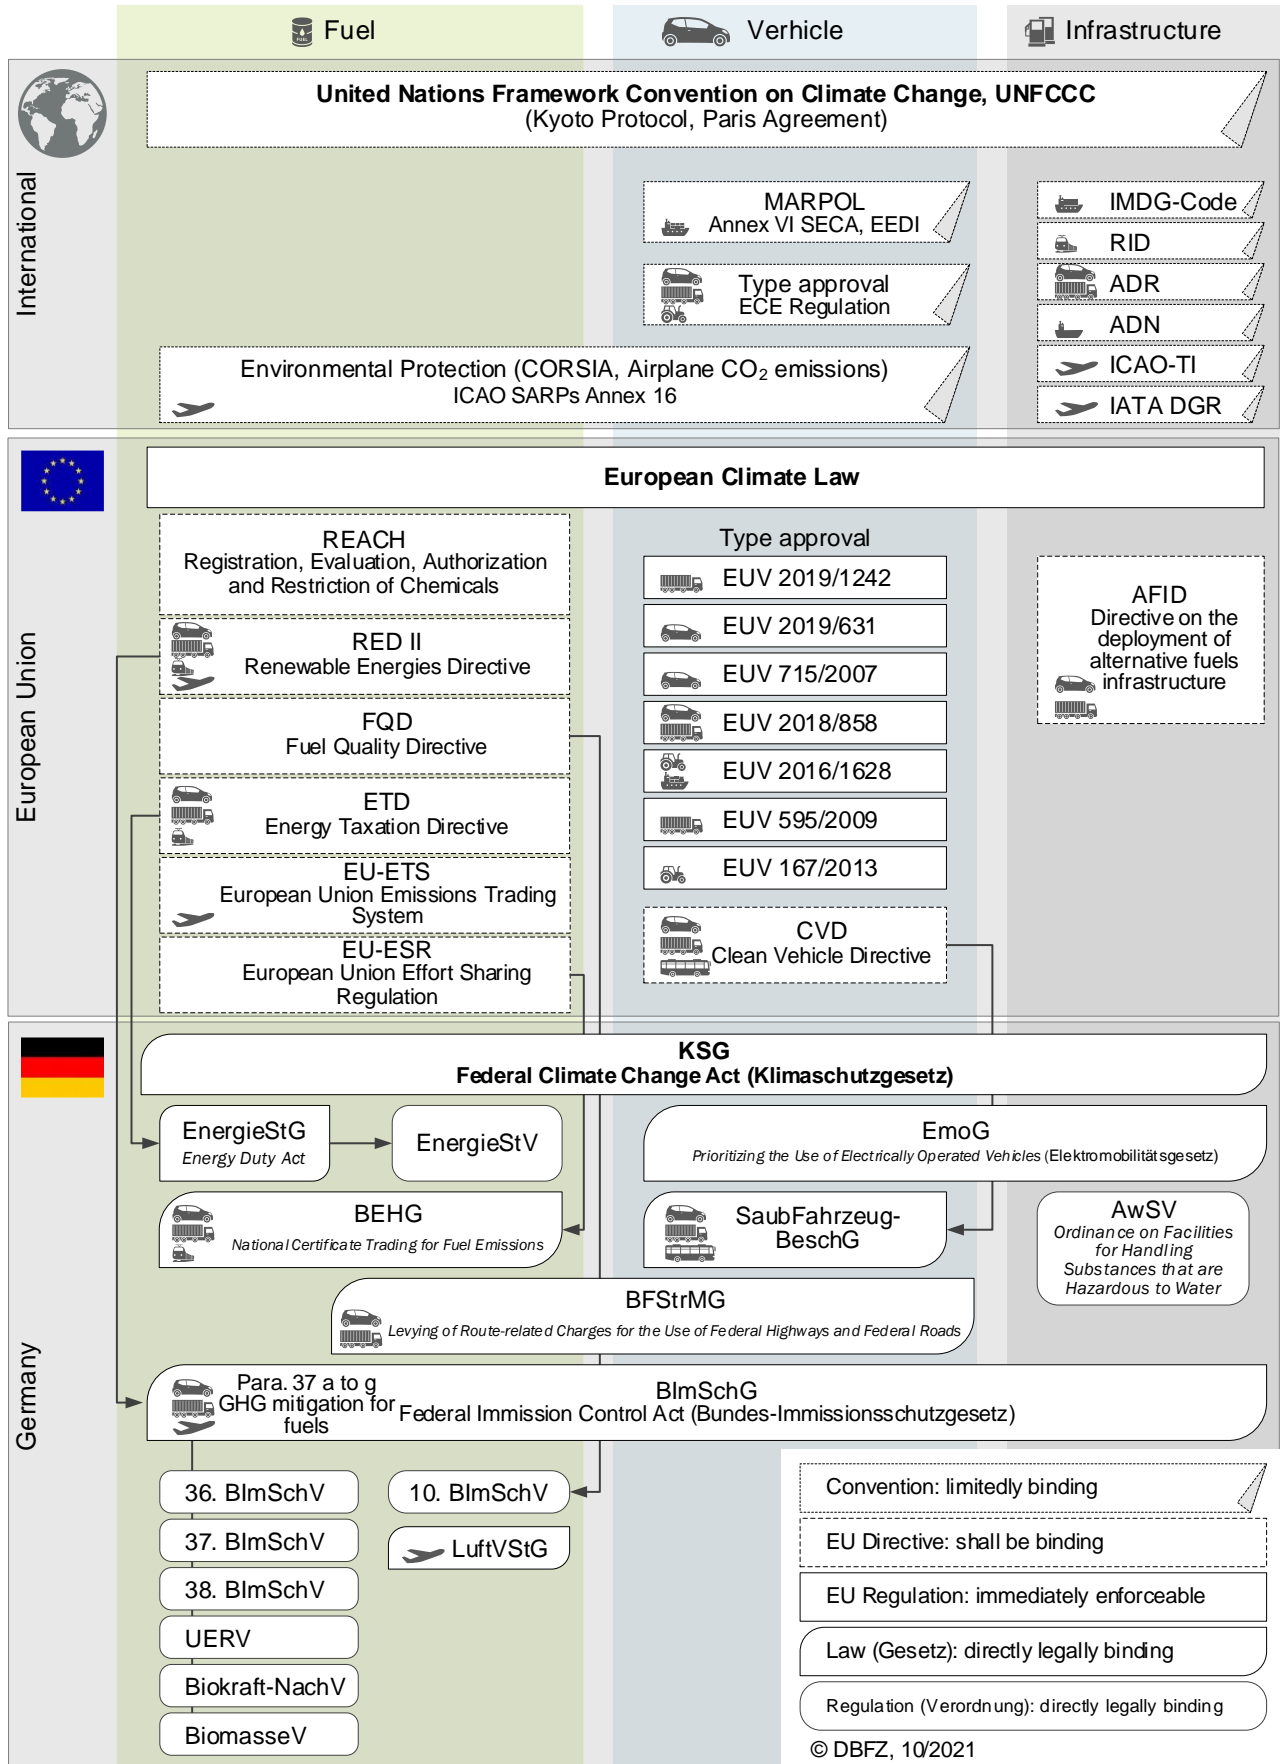 Fuel
Verhicle
Infrastructure
International
United Nations Framework Convention on Climate Change, UNFCCC
(Kyoto Protocol, Paris Agreement)
MARPOL
Annex VI SECA, EEDI
Type approval
ECE Regulation
Environmental Protection (CORSIA, Airplane CO₂ emissions)
ICAO SARPs Annex 16
IMDG-Code
RID
ADR
ADN
ICAO-TI
IATA DGR
European Union
European Climate Law
REACH
Registration, Evaluation, Authorization
and Restriction of Chemicals
RED II
Renewable Energies Directive
FQD
Fuel Quality Directive
ETD
Energy Taxation Directive
EU-ETS
European Union Emissions Trading
System
EU-ESR
European Union Effort Sharing
Regulation
Type approval
EUV 2019/1242
EUV 2019/631
EUV 715/2007
EUV 2018/858
EUV 2016/1628
EUV 595/2009
EUV 167/2013
CVD
Clean Vehicle Directive
AFID
Directive on the
deployment of
alternative fuels
infrastructure
Germany
KSG
Federal Climate Change Act (Klimaschutzgesetz)
EnergieStG
Energy Duty Act
EnergieStV
EmoG
Prioritizing the Use of Electrically Operated Vehicles (Elektromobilitätsgesetz)
BEHG
National Certificate Trading for Fuel Emissions
SaubFahrzeug-
BeschG
AwSV
Ordinance on Facilities
for Handling
Substances that are
Hazardous to Water
BFStrMG
Levying of Route-related Charges for the Use of Federal Highways and Federal Roads
Para. 37 a to g
GHG mitigation for
fuels
BImSchG
Federal Immission Control Act (Bundes-Immissionsschutzgesetz)
36. BImSchV
37. BImSchV
38. BImSchV
UERV
Biokraft-NachV
BiomasseV
10. BImSchV
LuftVStG
Convention: limitedly binding
EU Directive: shall be binding
EU Regulation: immediately enforceable
Law (Gesetz): directly legally binding
Regulation (Verordnung): directly legally binding
© DBFZ, 10/2021